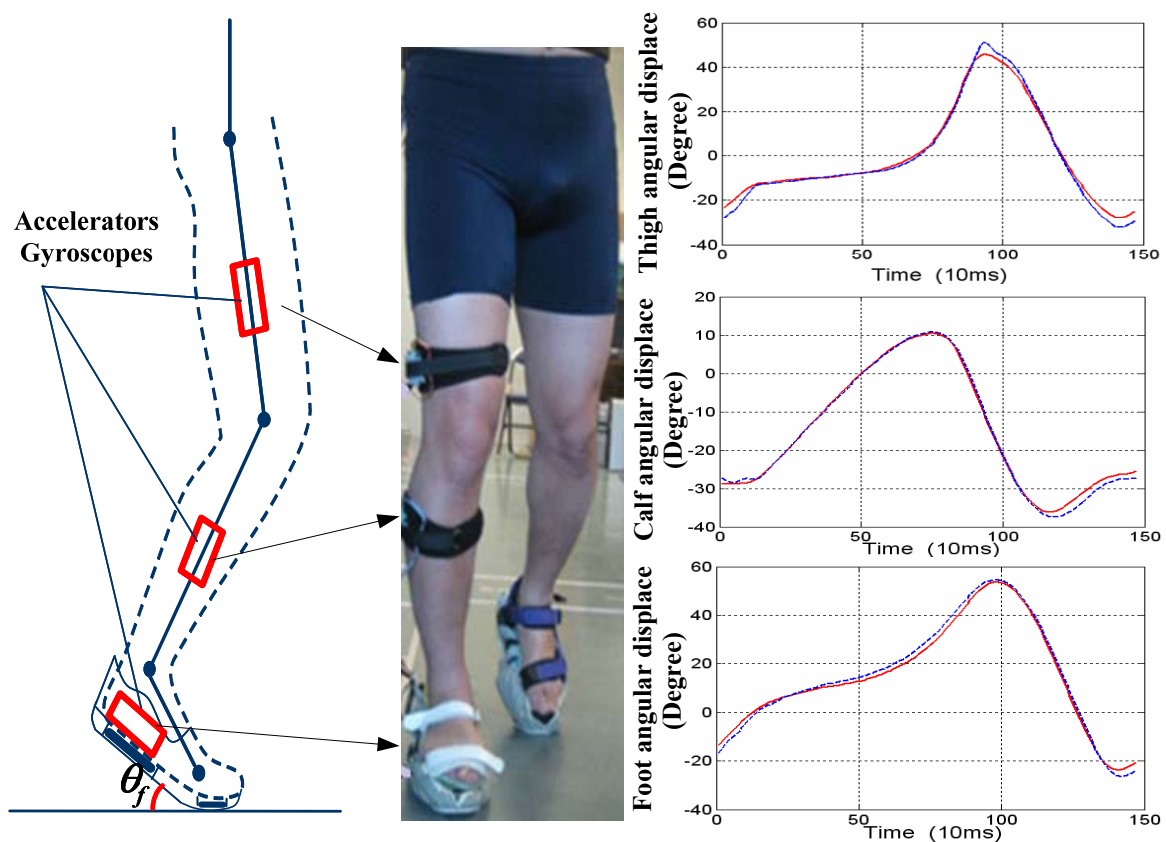 Accelerators
Gyroscopes
θf
Thigh angular displace
(Degree)
60
40
20
0
-20
-40
0
50
100
150
Time (10ms)
Calf angular displace
(Degree)
20
10
0
-10
-20
-30
-40
0
50
100
150
Time (10ms)
Foot angular displace
(Degree)
60
40
20
0
-20
-40
0
50
100
150
Time (10ms)